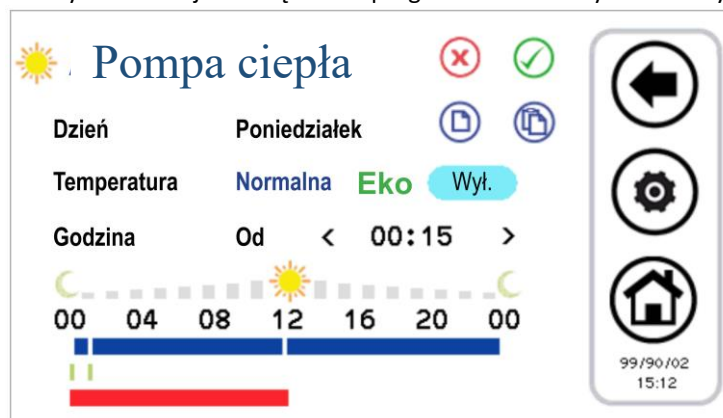 Pompa ciepła
Dzień Poniedziałek
Temperatura Normalna Eko Wył.
Godzina Od < 00:15 >
00 04 08 12 16 20 00
99/90/02
15:12